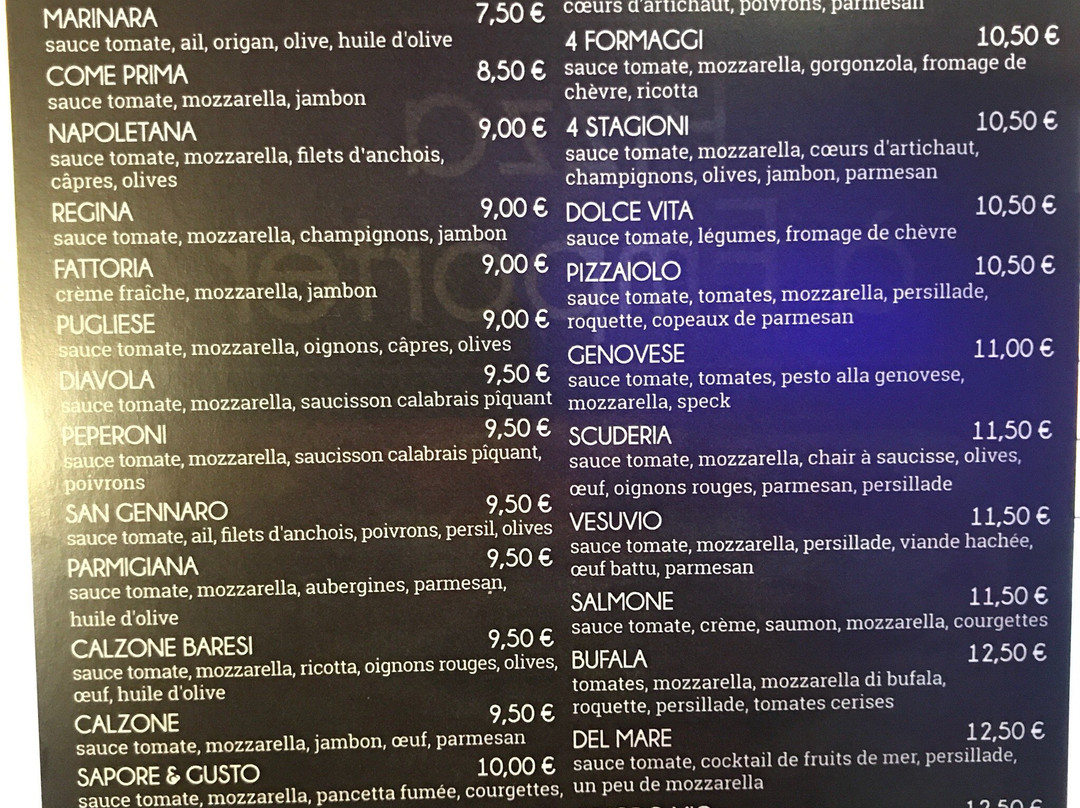 MARINARA 7,50 €
sauce tomate, ail, origan, olive, huile d'olive
COME PRIMA 8,50 €
sauce tomate, mozzarella, jambon
NAPOLETANA 9,00 €
sauce tomate, mozzarella, filets d'anchois,
câpres, olives
REGINA 9,00 €
sauce tomate, mozzarella, champignons, jambon
FATTORIA 9,00 €
crème fraîche, mozzarella, jambon
PUGLIESE 9,00 €
sauce tomate, mozzarella, oignons, câpres, olives
DIAVOLA 9,50 €
sauce tomate, mozzarella, saucisson calabrais pîquant
PEPERONI 9,50 €
sauce tomate, mozzarella, saucisson calabrais pîquant,
poivrons
SAN GENNARO 9,50 €
sauce tomate, ail, filets d'anchois, poivrons, persil, olives
PARMIGIANA 9,50 €
sauce tomate, mozzarella, aubergines, parmesan,
huile d'olive
CALZONE BARESI 9,50 €
sauce tomate, mozzarella, ricotta, oignons rouges, olives,
œuf, huile d'olive
CALZONE 9,50 €
sauce tomate, mozzarella, jambon, œuf, parmesan
SAPORE & GUSTO 10,00 €
sauce tomate, mozzarella, pancetta fumée, courgettes,
cœurs d'artichaut, poivrons, parmesan
4 FORMAGGI 10,50 €
sauce tomate, mozzarella, gorgonzola, fromage de
chèvre, ricotta
4 STAGIONI 10,50 €
sauce tomate, mozzarella, cœurs d'artichaut,
champignons, olives, jambon, parmesan
DOLCE VITA 10,50 €
sauce tomate, légumes, fromage de chèvre
PIZZAIOLO 10,50 €
sauce tomate, tomates, mozzarella, persillade,
roquette, copeaux de parmesan
GENOVESE 11,00 €
sauce tomate, tomates, pesto alla genovese,
mozzarella, speck
SCUDERIA 11,50 €
sauce tomate, mozzarella, chair à saucisse, olives,
œuf, oignons rouges, parmesan, persillade
VESUVIO 11,50 €
sauce tomate, mozzarella, persillade, viande hachée,
œuf battu, parmesan
SALMONE 11,50 €
sauce tomate, crème, saumon, mozzarella, courgettes
BUFALA 12,50 €
tomates, mozzarella, mozzarella di bufala,
roquette, persillade, tomates cerises
DEL MARE 12,50 €
sauce tomate, cocktail de fruits de mer, persillade,
un peu de mozzarella
12,50 €